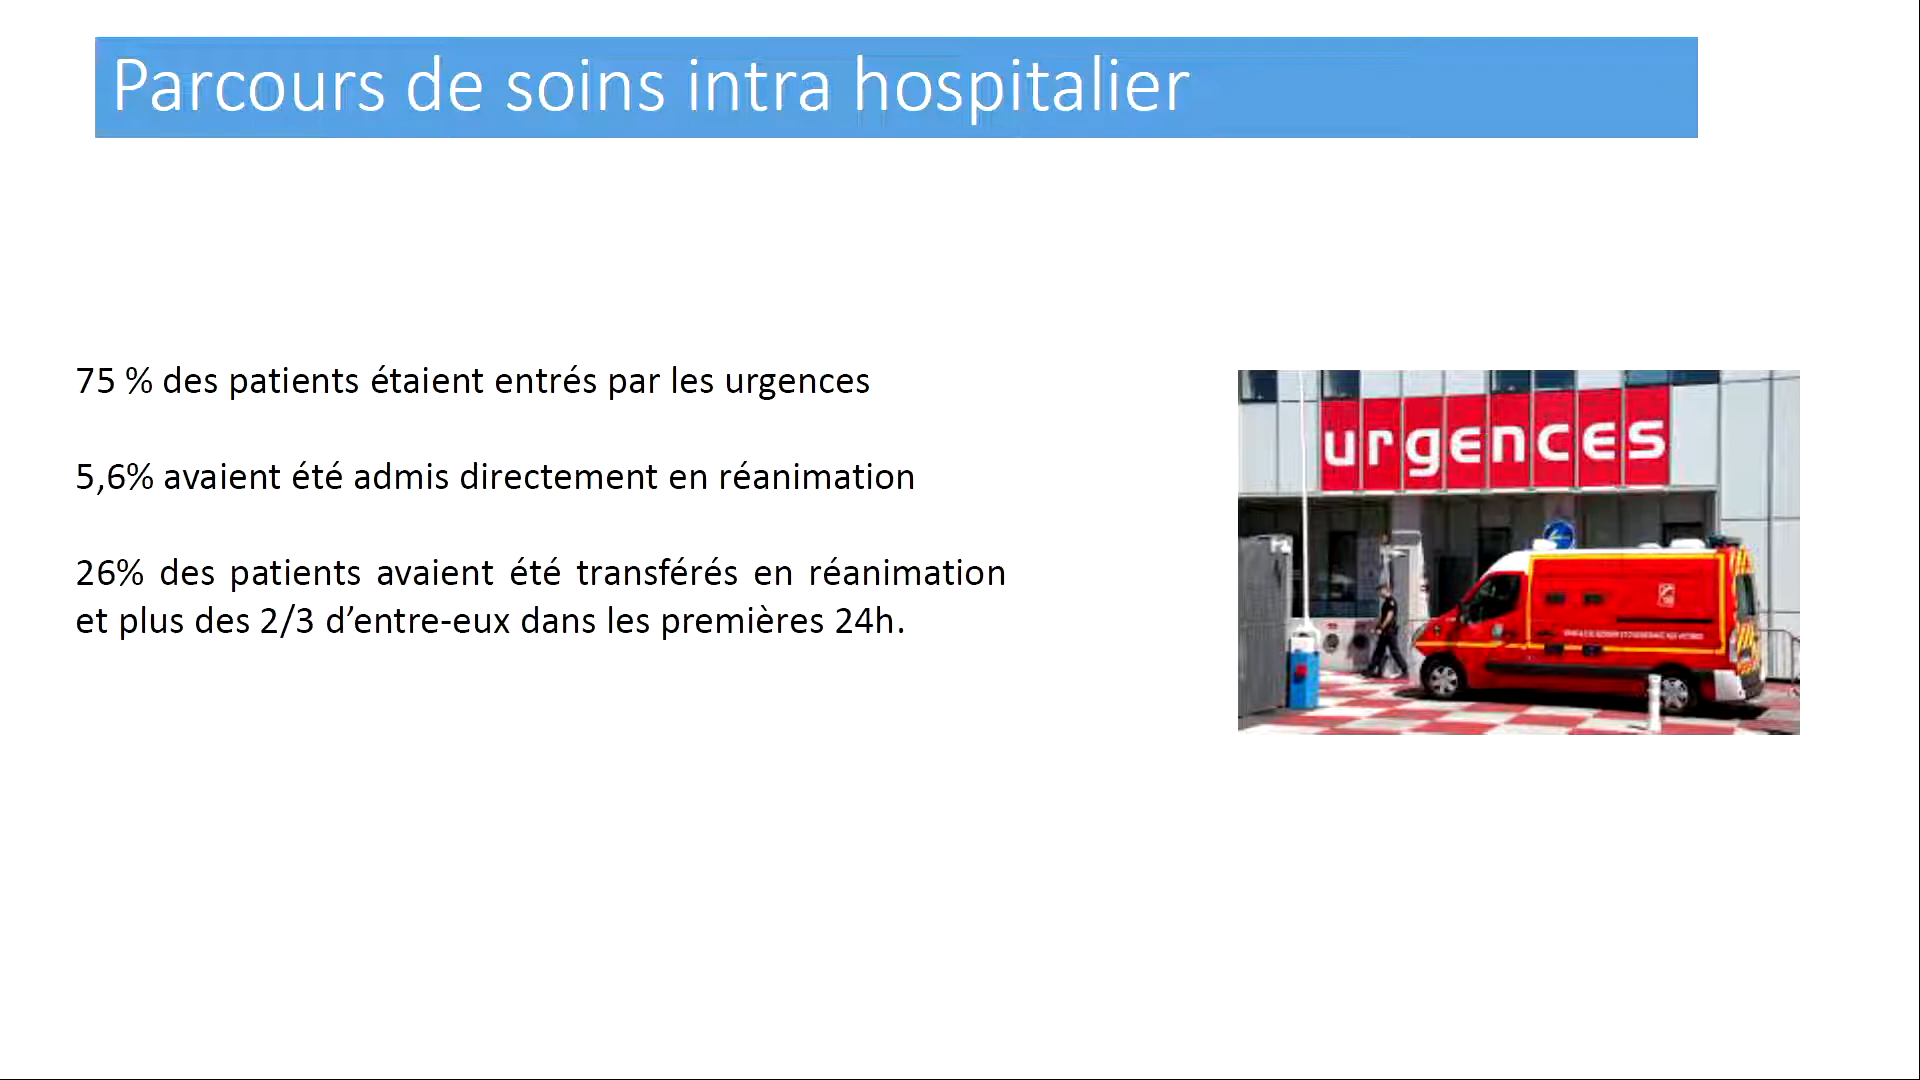 Parcours de soins intra hospitalier
75 % des patients étaient entrés par les urgences
5,6% avaient été admis directement en réanimation
26% des patients avaient été transférés en réanimation
et plus des 2/3 d’entre-eux dans les premières 24h.
urgences